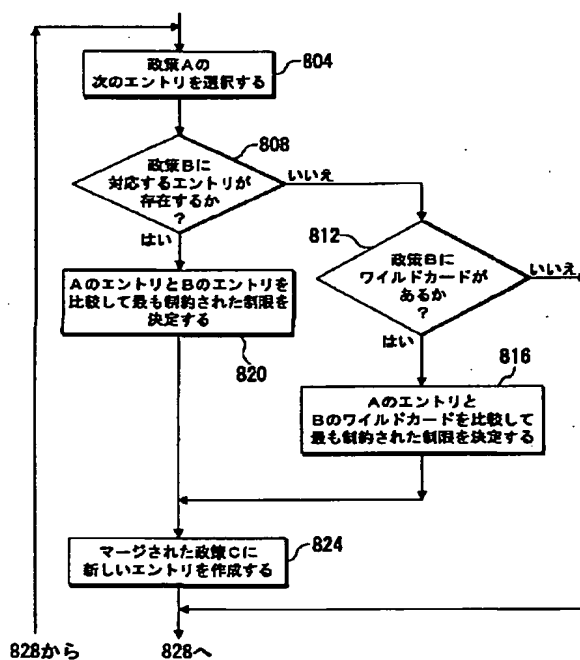 政策Aの
次のエントリを選択する
804
808
政策Bに
対応するエントリが
存在するか
?
いいえ
はい
812
政策Bに
ワイルドカードが
あるか
?
いいえ
はい
AのエントリとBのエントリを
比較して最も制約された制限を
決定する
820
816
Aのエントリと
Bのワイルドカードを比較して
最も制約された制限を決定する
マージされた政策Cに
新しいエントリを作成する
824
828から
828へ